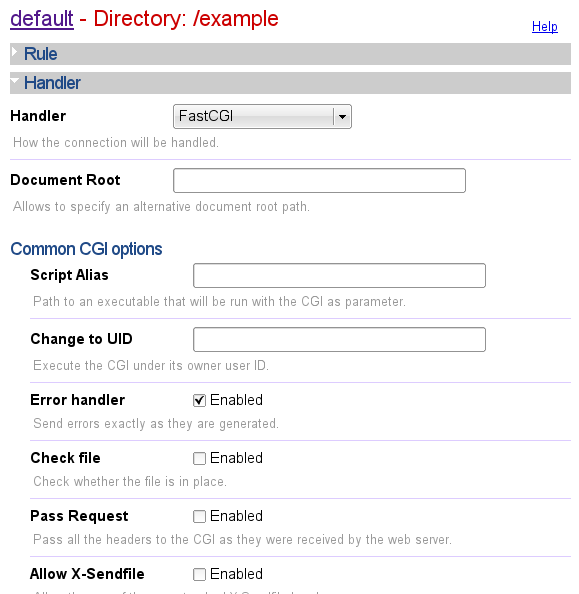 default - Directory: /example
Help
Rule
Handler
Handler FastCGI
How the connection will be handled.
Document Root
Allows to specify an alternative document root path.
Common CGI options
Script Alias
Path to an executable that will be run with the CGI as parameter.
Change to UID
Execute the CGI under its owner user ID.
Error handler Enabled
Send errors exactly as they are generated.
Check file Enabled
Check whether the file is in place.
Pass Request Enabled
Pass all the headers to the CGI as they were received by the web server.
Allow X-Sendfile Enabled